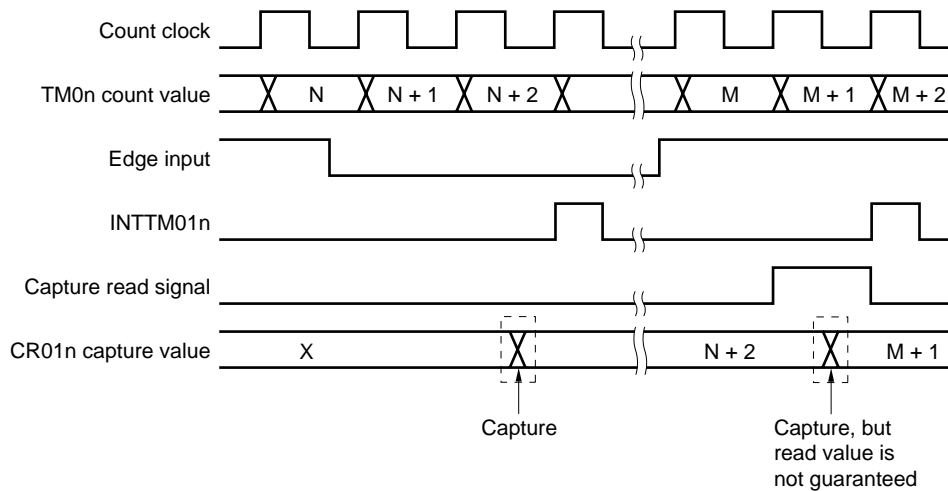 Count clock
TM0n count value
N
N + 1
N + 2
M
M + 1
M + 2
Edge input
INTTM01n
Capture read signal
CR01n capture value
X
N + 2
M + 1
Capture
Capture, but
read value is
not guaranteed